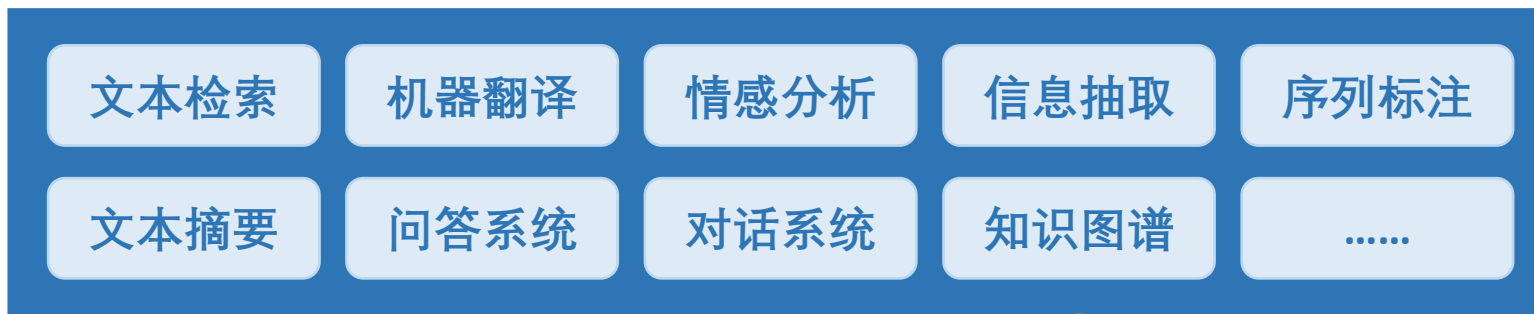 文本检索 机器翻译 情感分析 信息抽取 序列标注
文本摘要 问答系统 对话系统 知识图谱 ......